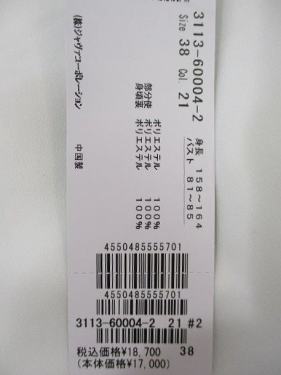 3113-60004-2
Size 38 Col. 21
身長 158~164
バスト 81~85
ポリエステル 100%
部分使 ポリエステル 100%
身頃裏 ポリエステル 100%
(株)ジャヴァコーポレーション
中国製
4550485555701
4550485555701
3113-60004-2 21 #2
税込価格¥18,700 38
(本体価格¥17,000)